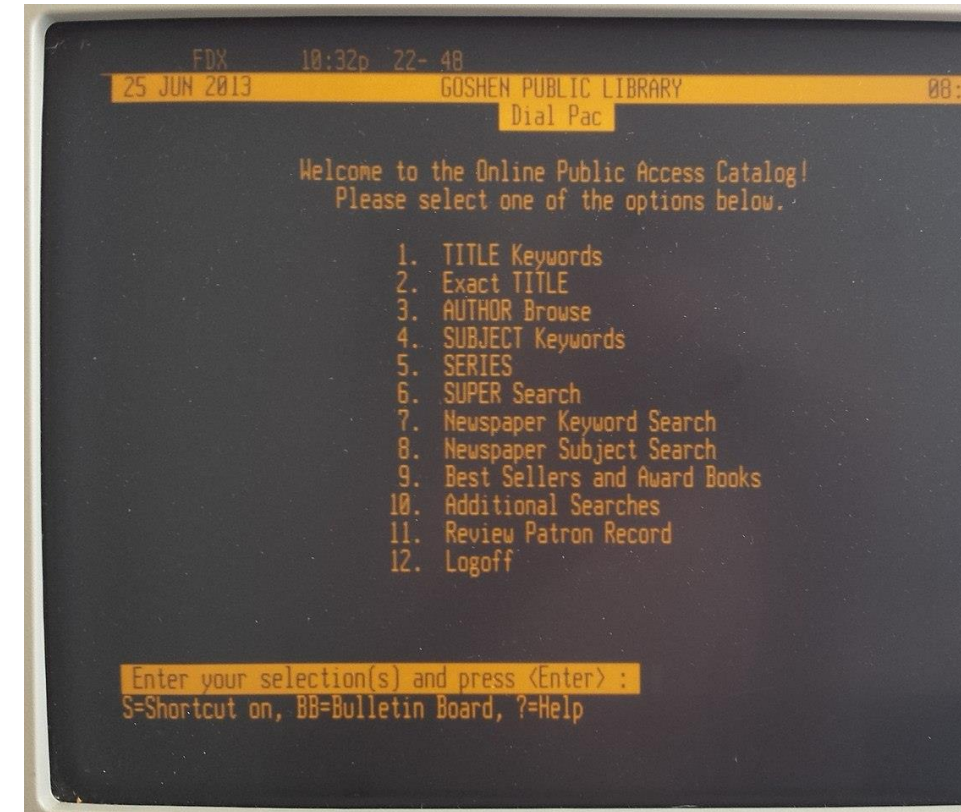 FDX 10:32p 22- 48
25 JUN 2013 GOSHEN PUBLIC LIBRARY 08:
Dial Pac
Welcome to the Online Public Access Catalog!
Please select one of the options below.
1. TITLE Keywords
2. Exact TITLE
3. AUTHOR Browse
4. SUBJECT Keywords
5. SERIES
6. SUPER Search
7. Newspaper Keyword Search
8. Newspaper Subject Search
9. Best Sellers and Award Books
10. Additional Searches
11. Review Patron Record
12. Logoff
Enter your selection(s) and press <Enter> :
S=Shortcut on, BB=Bulletin Board, ?=Help